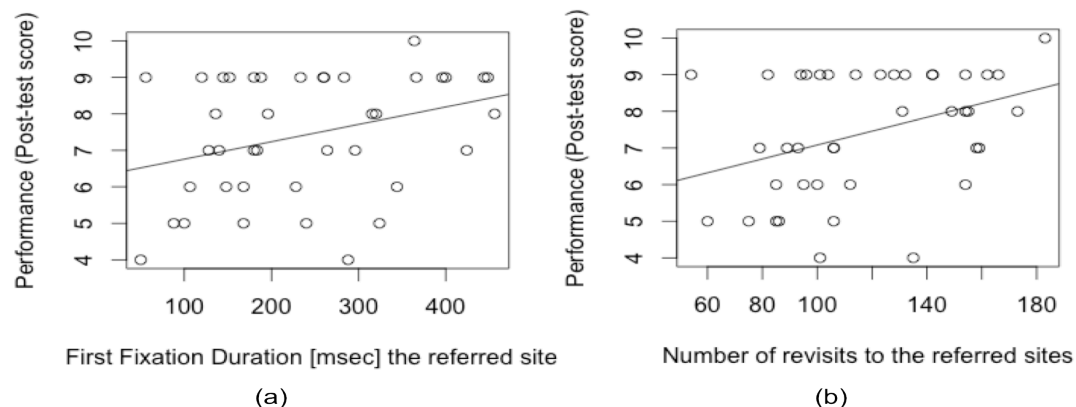 Performance (Post-test score)
10
9
8
7
6
5
4
100 200 300 400
First Fixation Duration [msec] the referred site
(a)
Performance (Post-test score)
10
9
8
7
6
5
4
60 80 100 140 180
Number of revisits to the referred sites
(b)